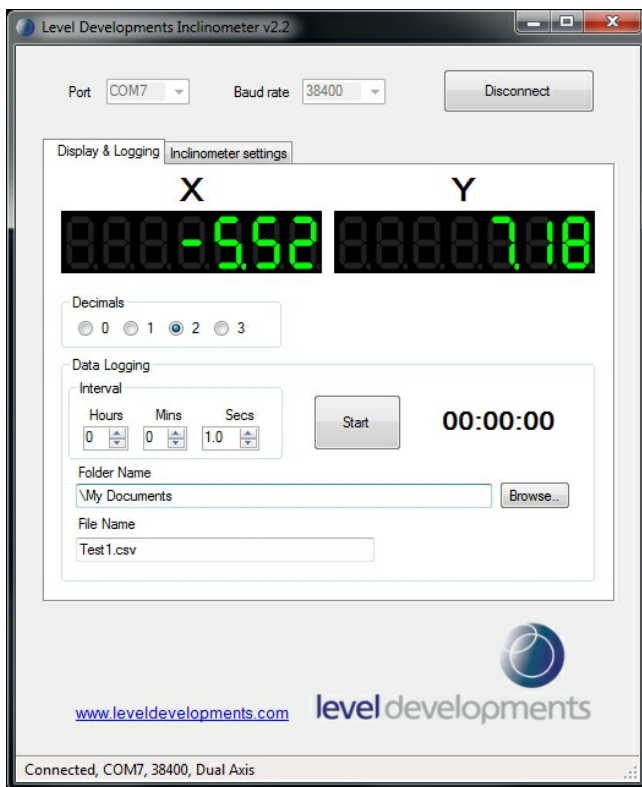 Level Developments Inclinometer v2.2
Port COM7 Baud rate 38400 Disconnect
Display & Logging Inclinometer settings
X Y
-5.52 7.18
Decimals
0 1 2 3
Data Logging
Interval
Hours Mins Secs
0 0 1.0 Start 00:00:00
Folder Name
\My Documents Browse..
File Name
Test1.csv
www.leveldevelopments.com leveldevelopments
Connected, COM7, 38400, Dual Axis